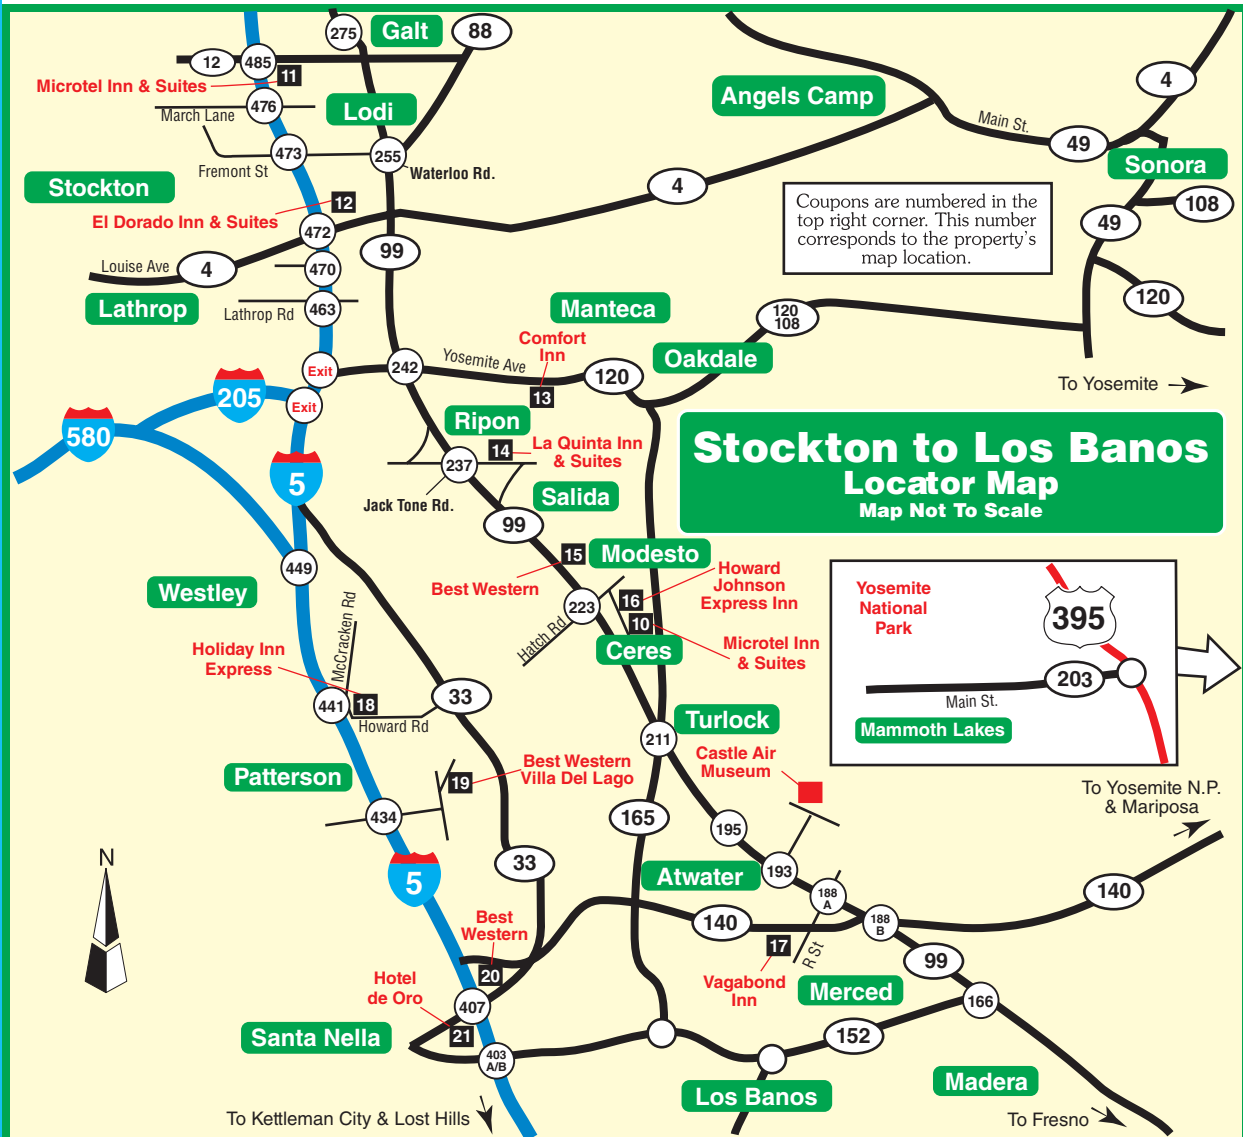 275
Galt
88
12
485
11
4
Microtel Inn & Suites
Angels Camp
476
March Lane
Lodi
Main St.
49
473
255
Fremont St
Waterloo Rd.
Sonora
Stockton
4
12
El Dorado Inn & Suites
108
Coupons are numbered in the
top right corner. This number
corresponds to the property's
map location.
49
472
99
Louise Ave
4
470
Lathrop
Lathrop Rd
463
Manteca
120
108
120
Comfort
Inn
Yosemite Ave
Oakdale
Exit
242
120
To Yosemite
205
Exit
13
580
Ripon
Stockton to Los Banos
Locator Map
Map Not To Scale
14
La Quinta Inn
& Suites
237
5
Jack Tone Rd.
Salida
99
15
Modesto
449
Best Western
Howard
Johnson
Express Inn
Westley
16
223
10
Hatch Rd
Microtel Inn
& Suites
Ceres
McCracken Rd
Holiday Inn
Express
Yosemite
National
Park
395
203
Main St.
Mammoth Lakes
441
18
33
Howard Rd
Turlock
211
Castle Air
Museum
Best Western
Villa Del Lago
19
Patterson
To Yosemite N.P.
& Mariposa
434
165
195
N
33
5
Atwater
193
188
A
140
140
188
B
Best
Western
17
R St
99
20
Vagabond
Inn
Merced
Hotel
de Oro
407
166
Santa Nella
21
152
403
A/B
Madera
Los Banos
To Kettleman City & Lost Hills
To Fresno